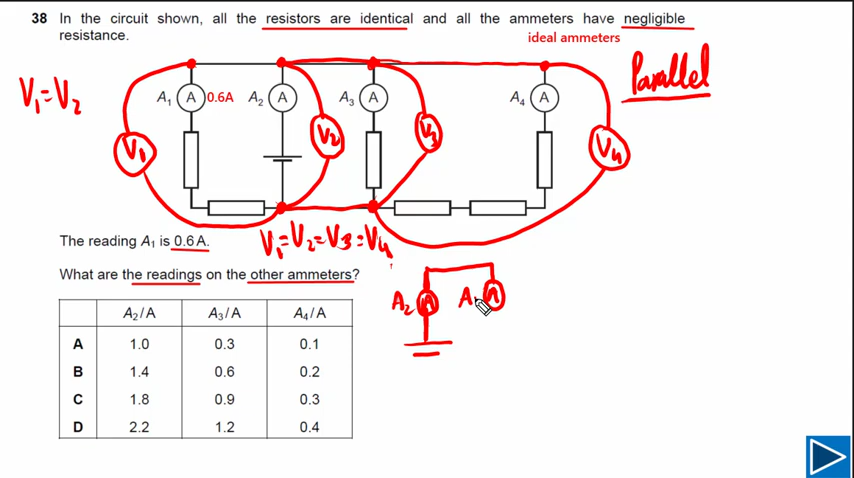 38 In the circuit shown, all the resistors are identical and all the ammeters have negligible
resistance.
ideal ammeters
Parallel
V1=V2
A1 A 0.6A A2 A A3 A A4 A
V1 V2 V3 V4
V1=V2=V3=V4
The reading A1 is 0.6 A.
What are the readings on the other ammeters?
A2 A A A
A2/A A3/A A4/A
A 1.0 0.3 0.1
B 1.4 0.6 0.2
C 1.8 0.9 0.3
D 2.2 1.2 0.4